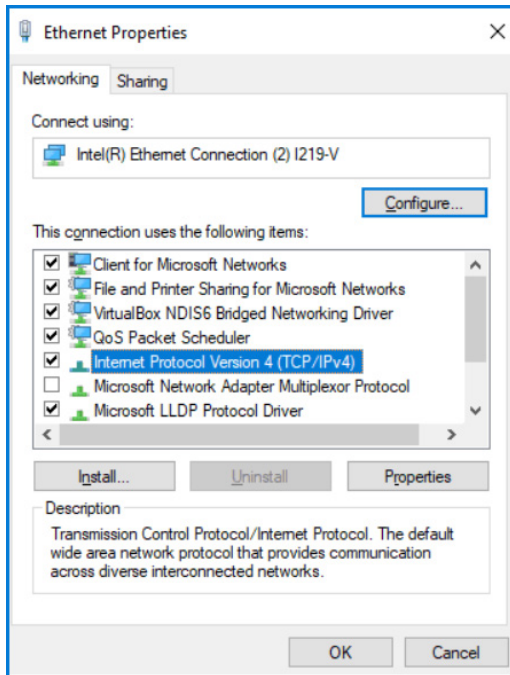 Ethernet Properties
Networking
Sharing
Connect using:
Intel(R) Ethernet Connection (2) I219-V
Configure...
This connection uses the following items:
Client for Microsoft Networks
File and Printer Sharing for Microsoft Networks
VirtualBox NDIS6 Bridged Networking Driver
QoS Packet Scheduler
Internet Protocol Version 4 (TCP/IPv4)
Microsoft Network Adapter Multiplexor Protocol
Microsoft LLDP Protocol Driver
Install...
Uninstall
Properties
Description
Transmission Control Protocol/Internet Protocol. The default
wide area network protocol that provides communication
across diverse interconnected networks.
OK
Cancel